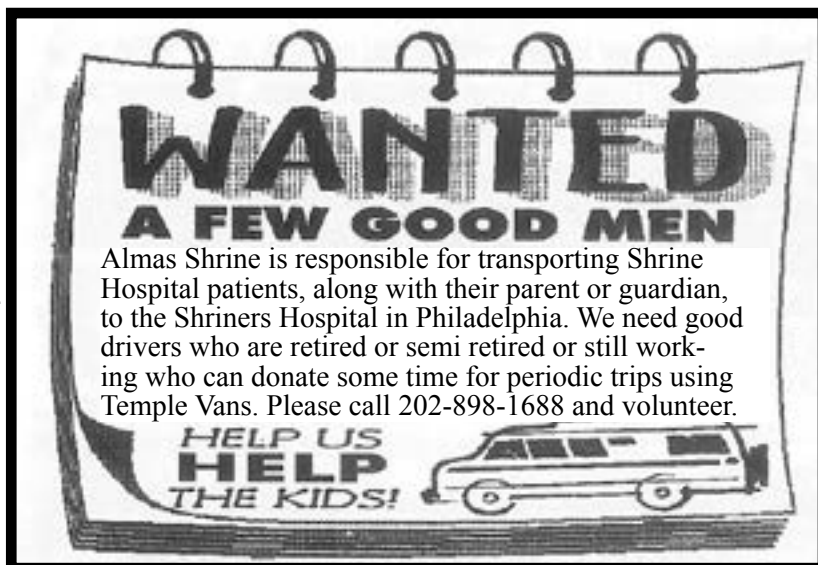 WANTED
A FEW GOOD MEN
Almas Shrine is responsible for transporting Shrine
Hospital patients, along with their parent or guardian,
to the Shriners Hospital in Philadelphia. We need good
drivers who are retired or semi retired or still work-
ing who can donate some time for periodic trips using
Temple Vans. Please call 202-898-1688 and volunteer.
HELP US
HELP
THE KIDS!